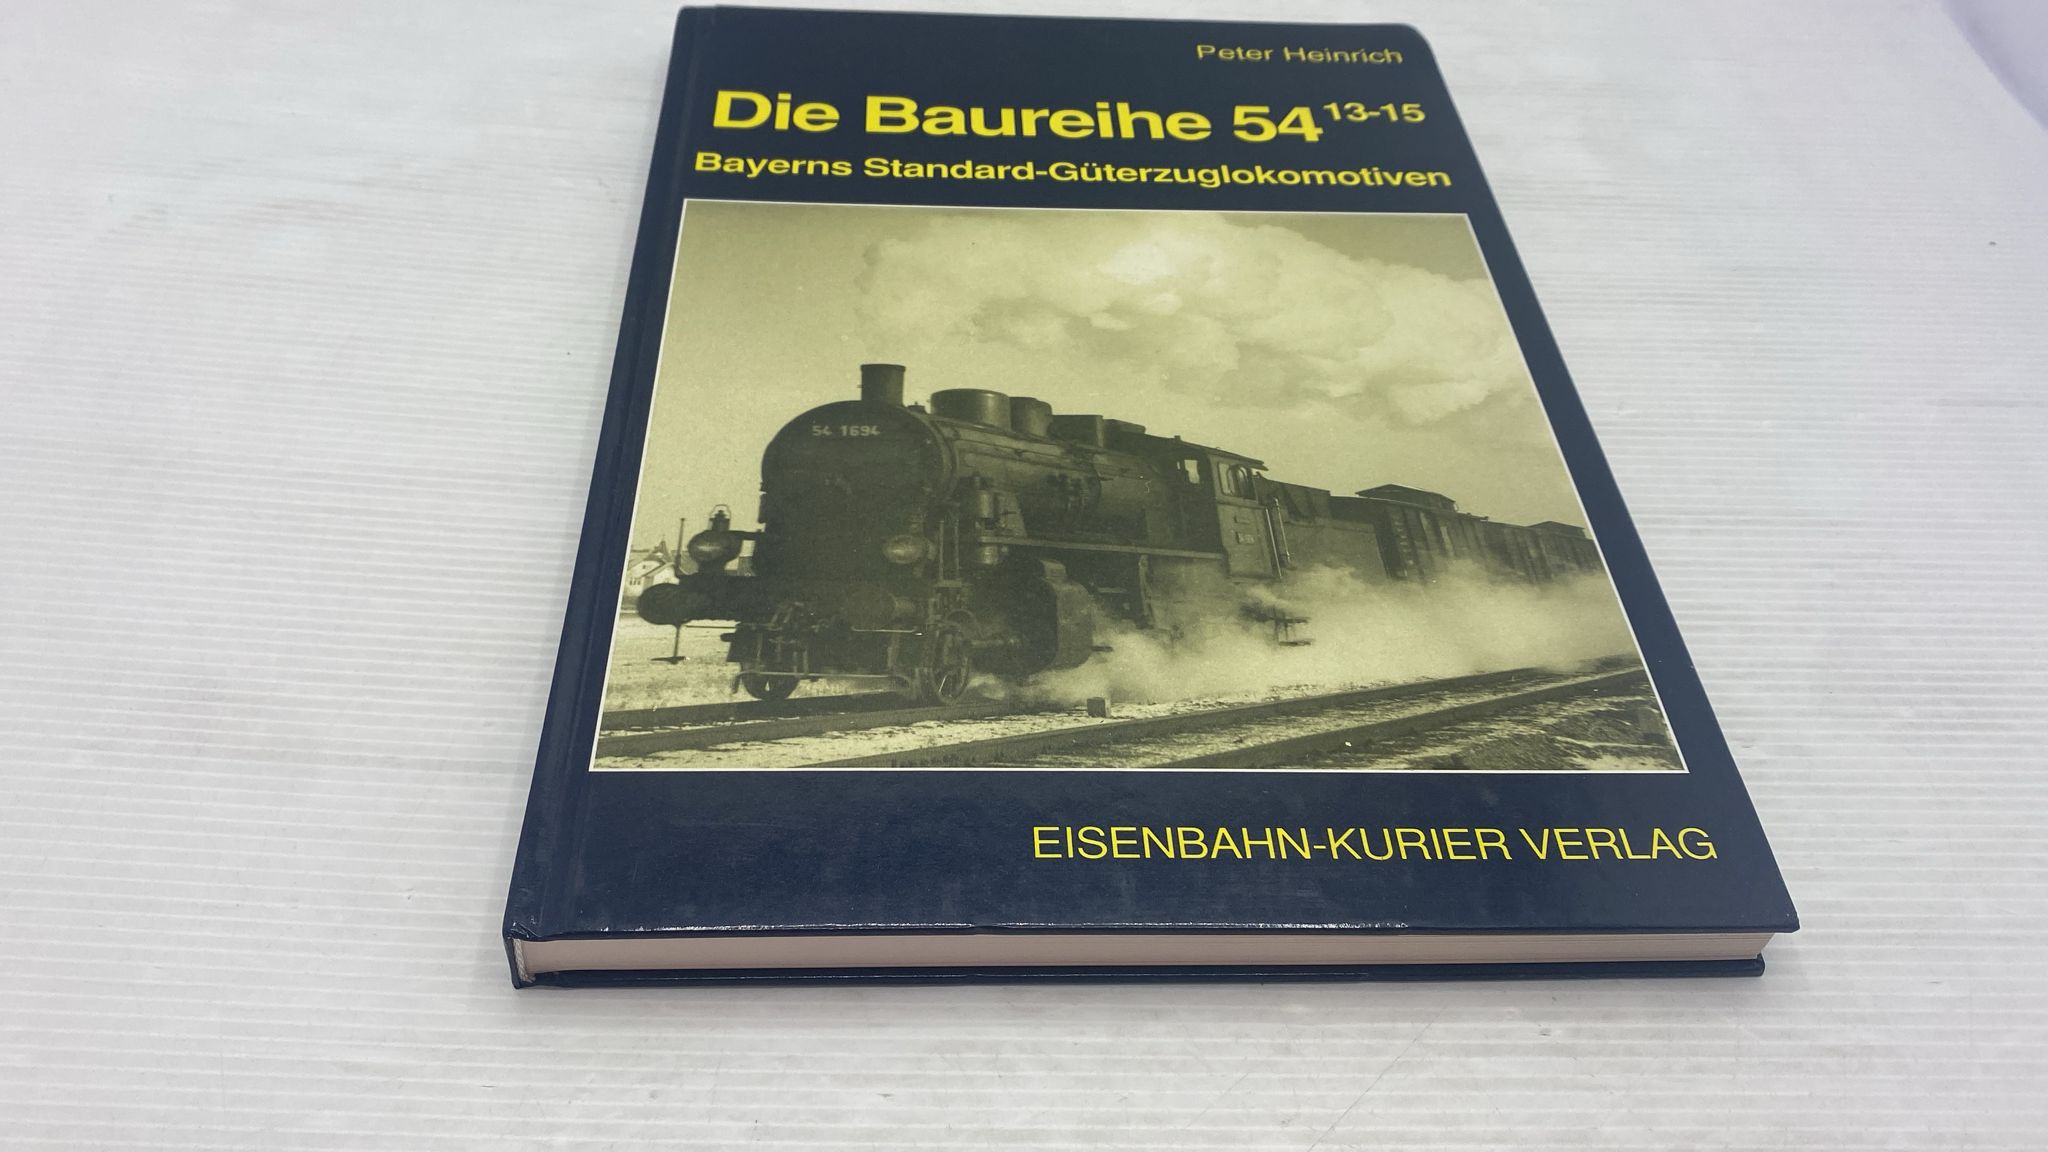 Peter Heinrich
Die Baureihe 54 13-15
Bayerns Standard-Güterzuglokomotiven
54 1694
EISENBAHN-KURIER VERLAG